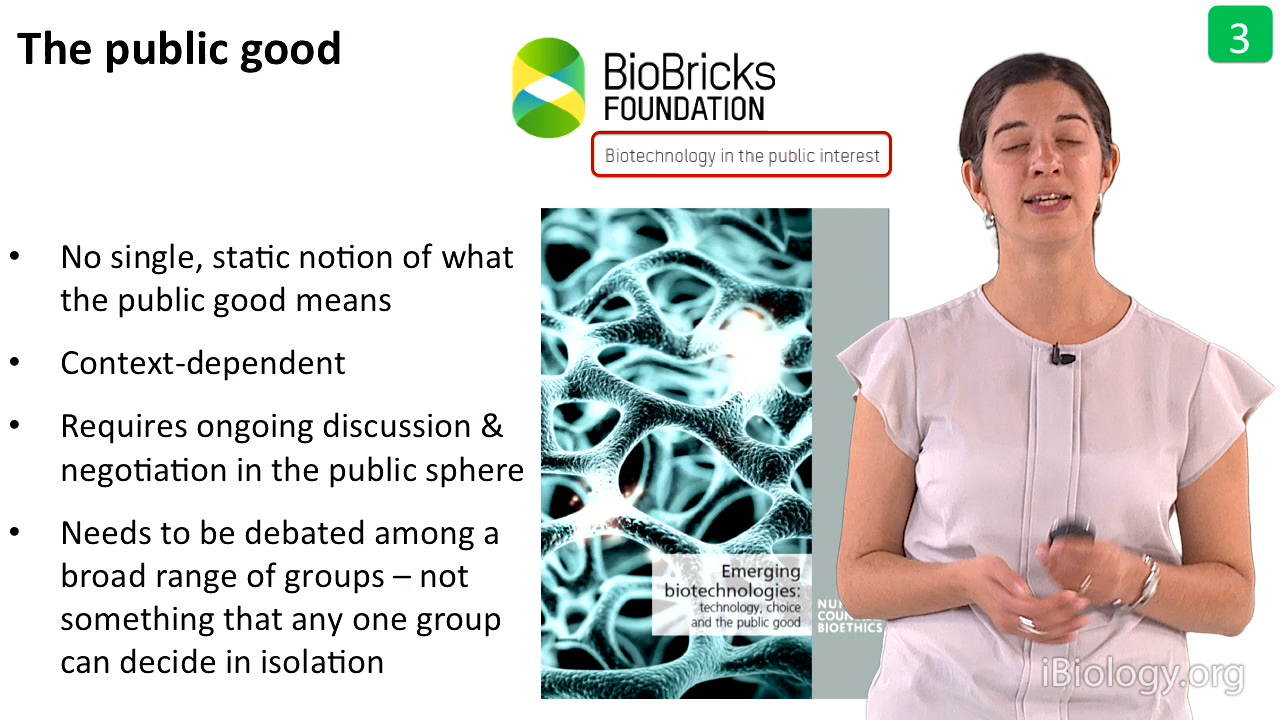 The public good
3
BioBricks
FOUNDATION
Biotechnology in the public interest
• No single, static notion of what
the public good means
• Context-dependent
• Requires ongoing discussion &
negotiation in the public sphere
• Needs to be debated among a
broad range of groups – not
something that any one group
can decide in isolation
Emerging
biotechnologies:
technology, choice
and the public good
BIOETHICS
iBiology.org